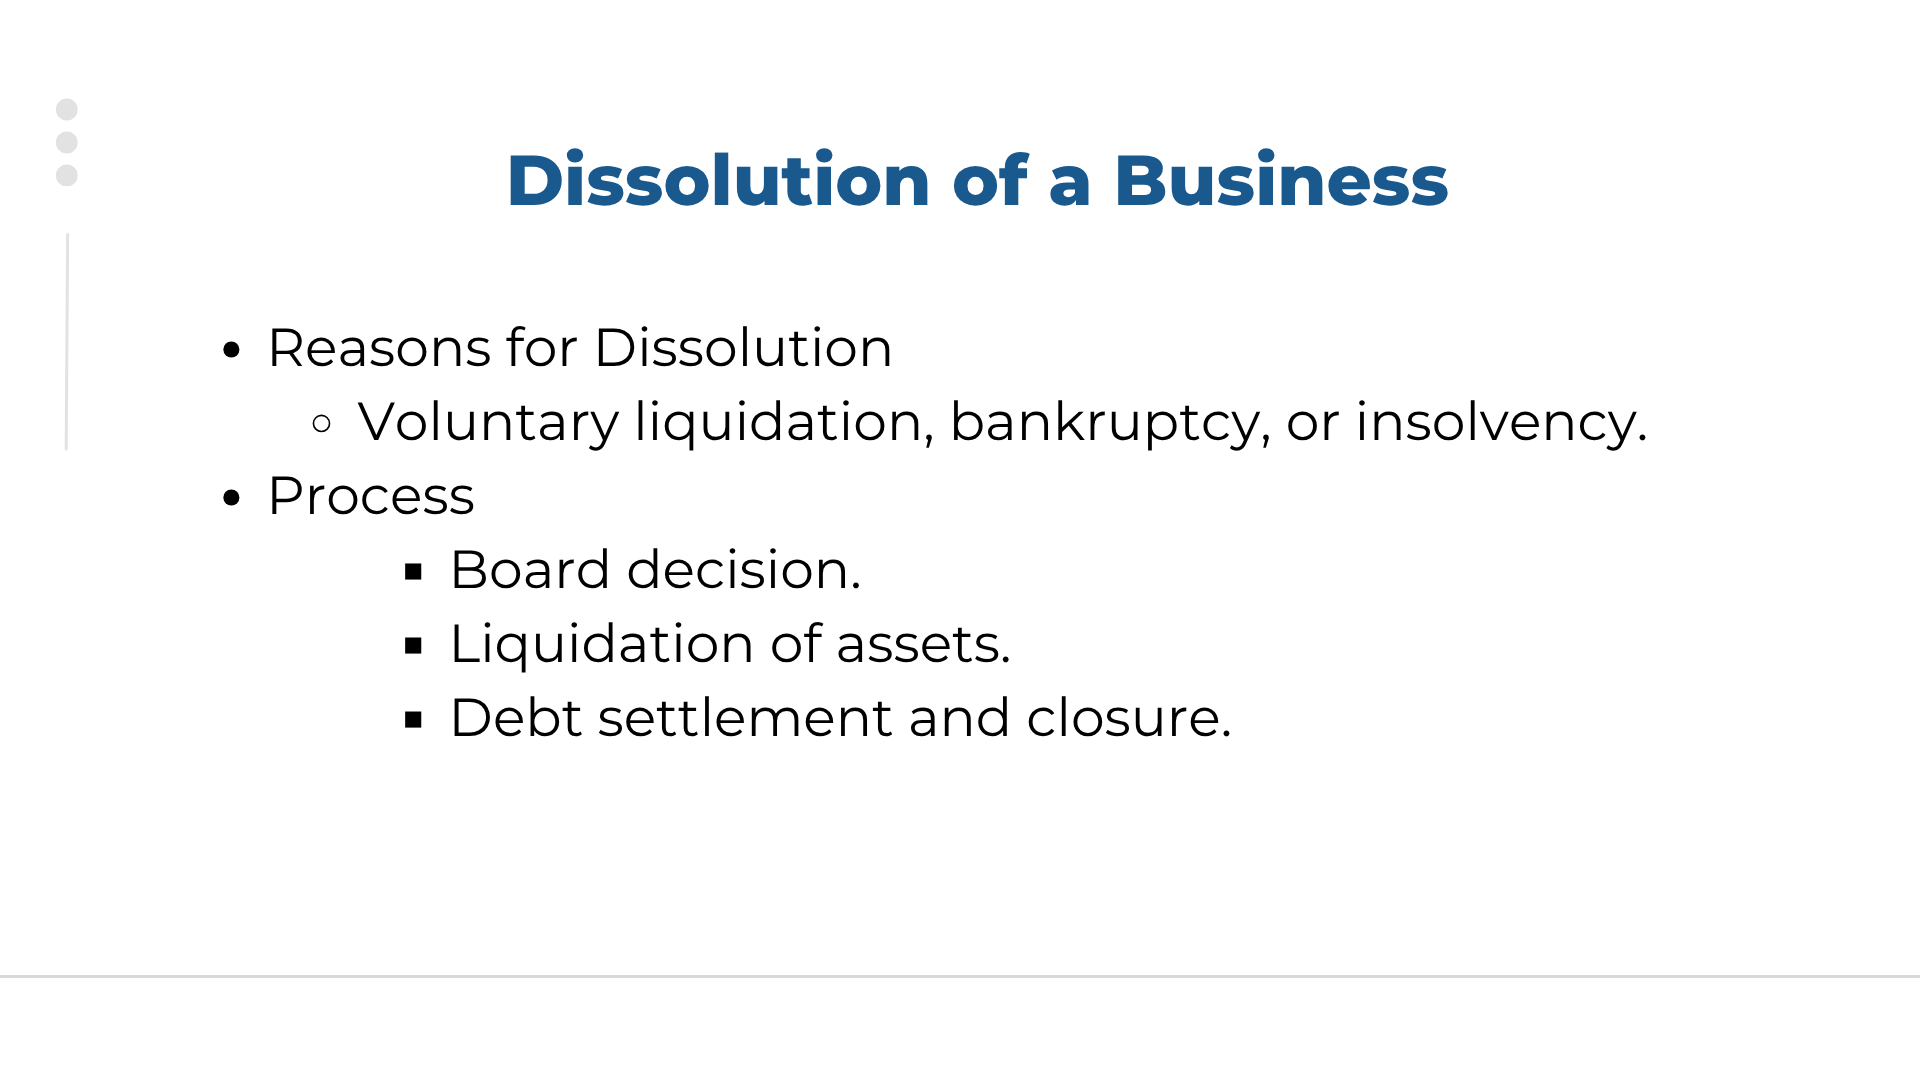 Dissolution of a Business
• Reasons for Dissolution
◦ Voluntary liquidation, bankruptcy, or insolvency.
• Process
▪ Board decision.
▪ Liquidation of assets.
▪ Debt settlement and closure.